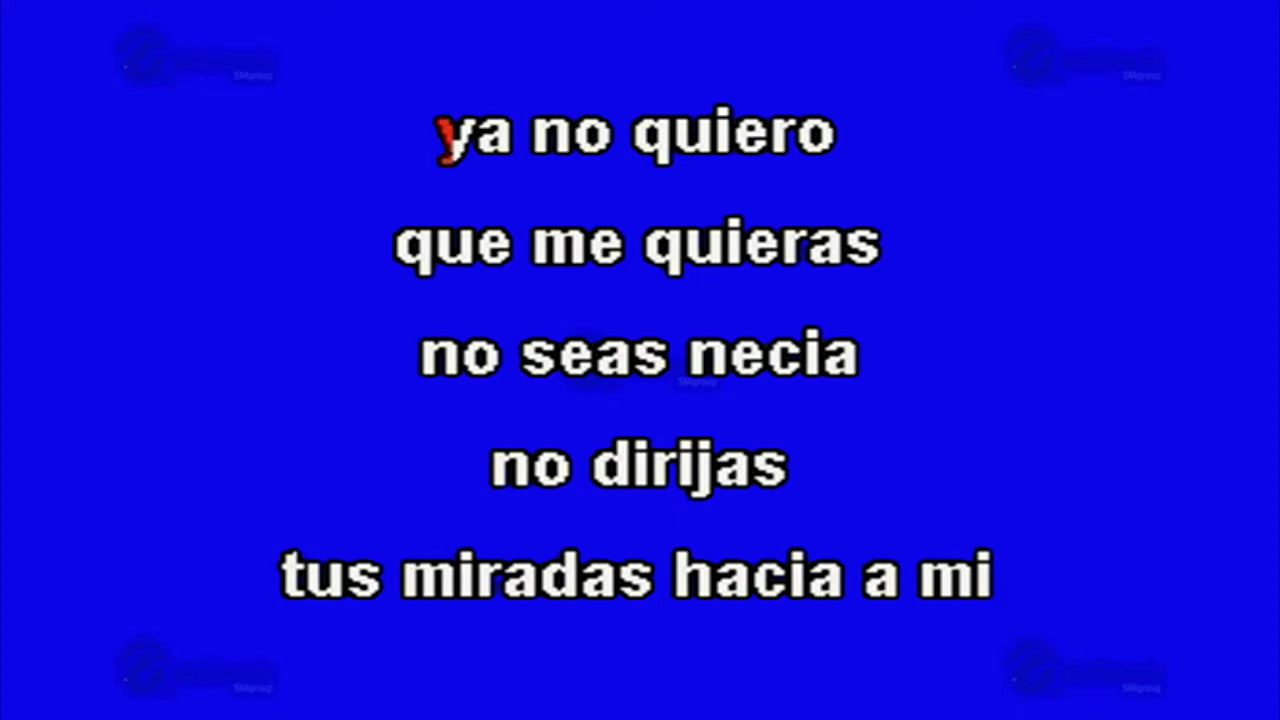 ya no quiero
que me quieras
no seas necia
no dirijas
tus miradas hacia a mi